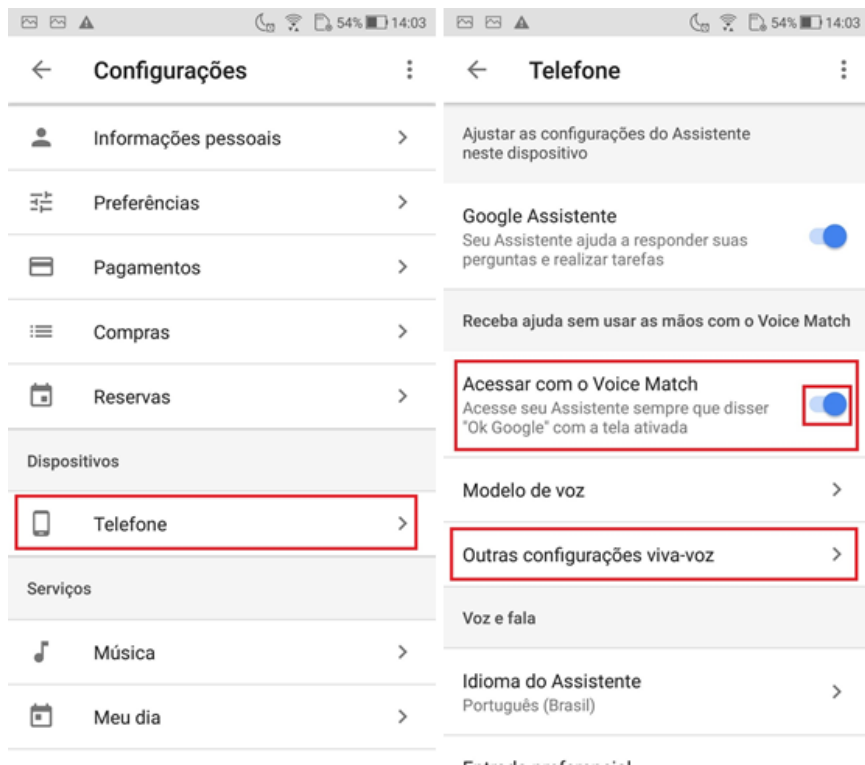 54% 14:03
Configurações
Informações pessoais
Preferências
Pagamentos
Compras
Reservas
Dispositivos
Telefone
Serviços
Música
Meu dia
54% 14:03
Telefone
Ajustar as configurações do Assistente
neste dispositivo
Google Assistente
Seu Assistente ajuda a responder suas
perguntas e realizar tarefas
Receba ajuda sem usar as mãos com o Voice Match
Acessar com o Voice Match
Acesse seu Assistente sempre que disser
"Ok Google" com a tela ativada
Modelo de voz
Outras configurações viva-voz
Voz e fala
Idioma do Assistente
Português (Brasil)